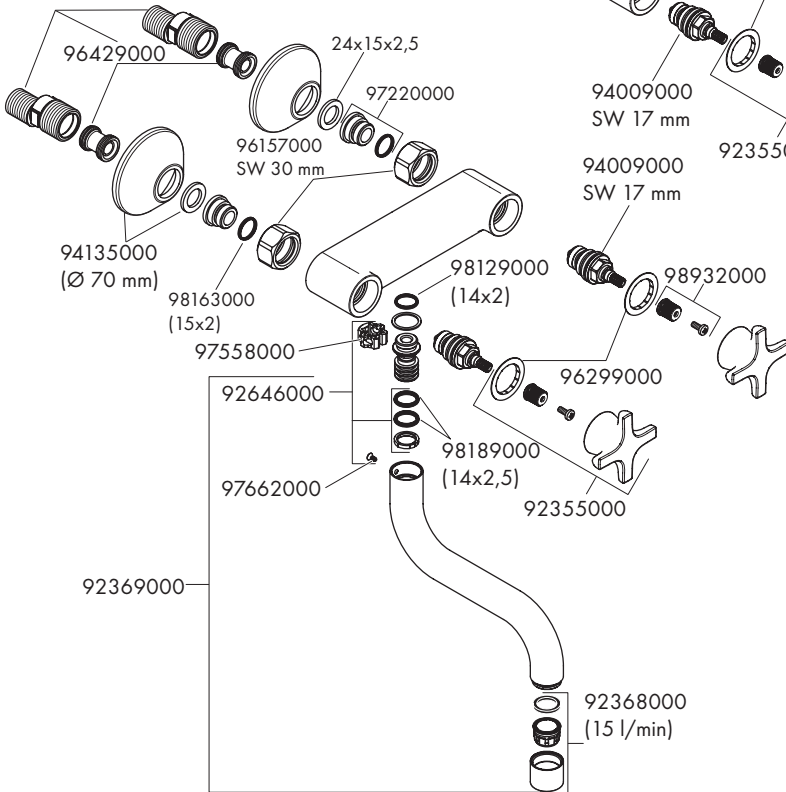 96429000
24x15x2,5
97220000
94009000
SW 17 mm
96157000
SW 30 mm
94009000
SW 17 mm
94135000
(Ø 70 mm)
98163000
(15x2)
98129000
(14x2)
98932000
97558000
96299000
92646000
98189000
(14x2,5)
97662000
92355000
92369000
92368000
(15 l/min)